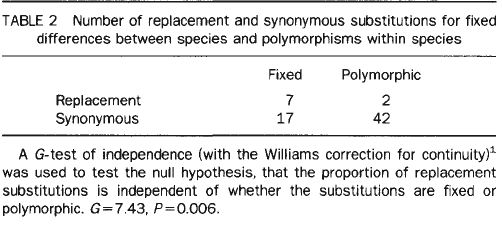 TABLE 2 Number of replacement and synonymous substitutions for fixed
differences between species and polymorphisms within species
Fixed Polymorphic
Replacement 7 2
Synonymous 17 42
A G-test of independence (with the Williams correction for continuity)¹
was used to test the null hypothesis, that the proportion of replacement
substitutions is independent of whether the substitutions are fixed or
polymorphic. G=7.43, P=0.006.